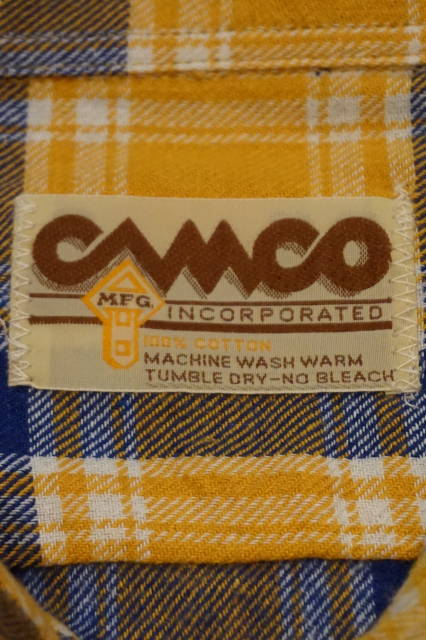 CAMCO
MFG.
INCORPORATED
100% COTTON
MACHINE WASH WARM
TUMBLE DRY-NO BLEACH